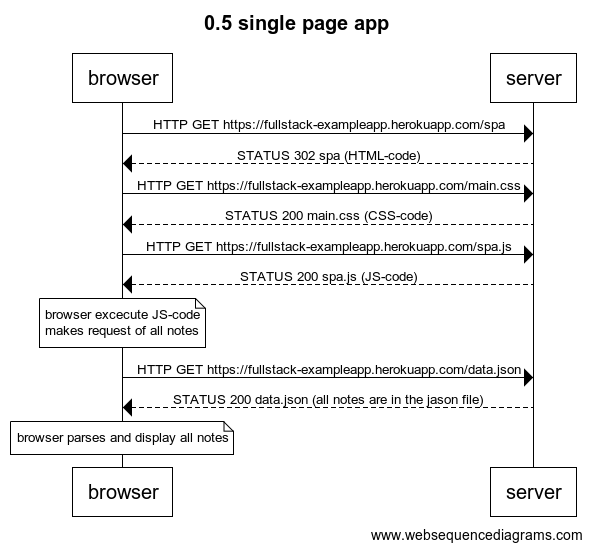 0.5 single page app
browser
server
HTTP GET https://fullstack-exampleapp.herokuapp.com/spa
STATUS 302 spa (HTML-code)
HTTP GET https://fullstack-exampleapp.herokuapp.com/main.css
STATUS 200 main.css (CSS-code)
HTTP GET https://fullstack-exampleapp.herokuapp.com/spa.js
STATUS 200 spa.js (JS-code)
browser excecute JS-code
makes request of all notes
HTTP GET https://fullstack-exampleapp.herokuapp.com/data.json
STATUS 200 data.json (all notes are in the jason file)
browser parses and display all notes
browser
server
www.websequencediagrams.com